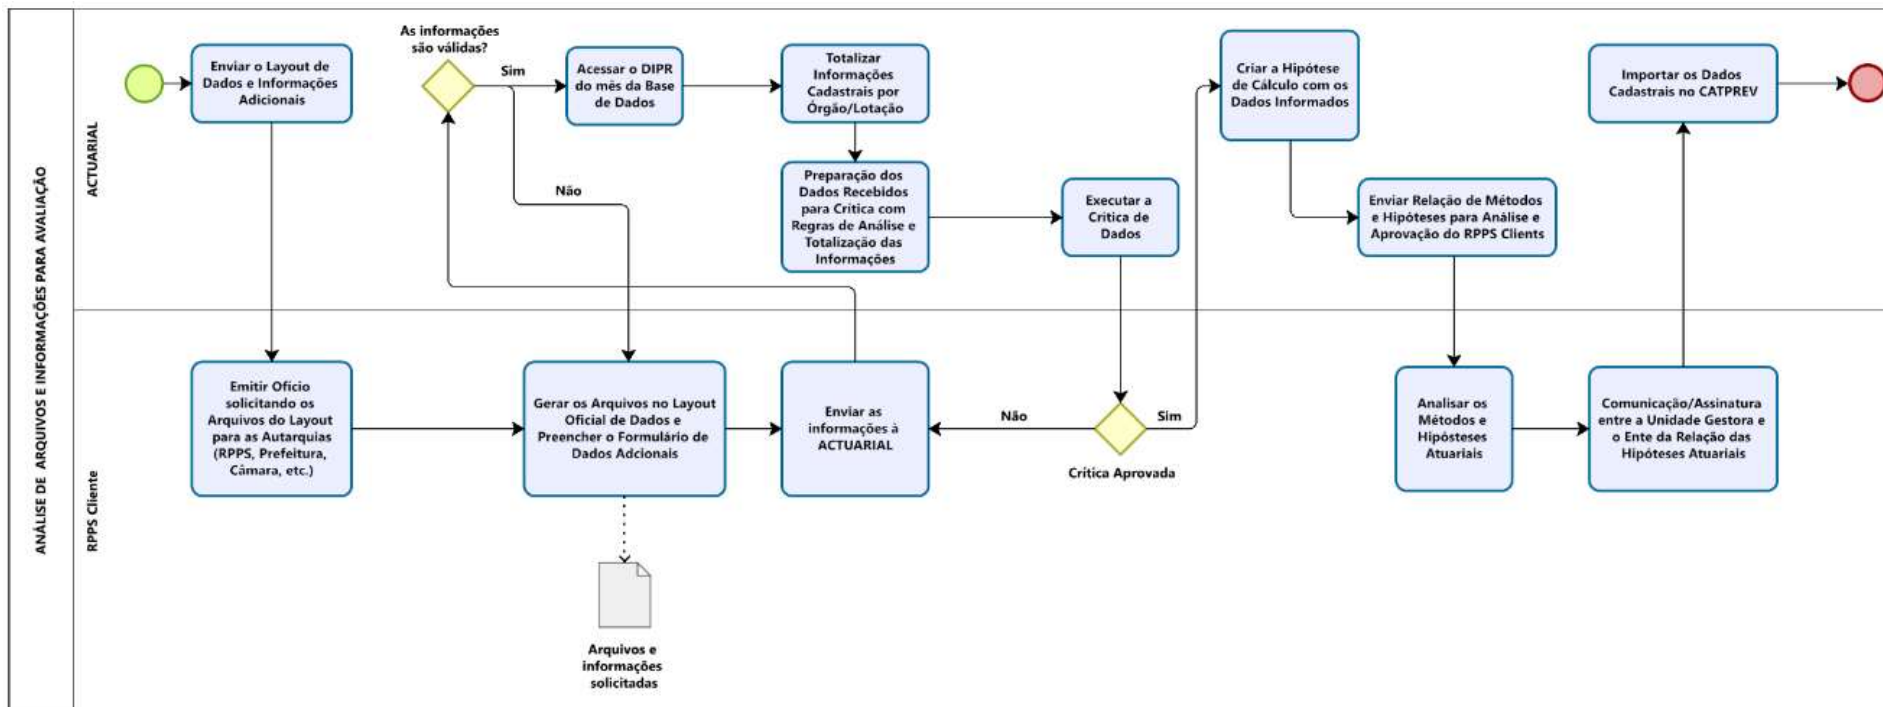 ANÁLISE DE ARQUIVOS E INFORMAÇÕES PARA AVALIAÇÃO
ACTUARIAL
Enviar o Layout de
Dados e Informações
Adicionais
As informações
são válidas?
Sim
Não
Acessar o DIPR
do mês da Base
de Dados
Totalizar
Informações
Cadastrais por
Órgão/Lotação
Preparação dos
Dados Recebidos
para Crítica com
Regras de Análise e
Totalização das
Informações
Executar a
Crítica de
Dados
Criar a Hipótese
de Cálculo com os
Dados Informados
Enviar Relação de Métodos
e Hipóteses para Análise e
Aprovação do RPPS Clients
Importar os Dados
Cadastrais no CATPREV
RPPS Cliente
Emitir Ofício
solicitando os
Arquivos do Layout
para as Autarquias
(RPPS, Prefeitura,
Câmara, etc.)
Gerar os Arquivos no Layout
Oficial de Dados e
Preencher o Formulário de
Dados Adcionais
Arquivos e
informações
solicitadas
Enviar as
informações à
ACTUARIAL
Não
Sim
Crítica Aprovada
Analisar os
Métodos e
Hipósteses
Atuariais
Comunicação/Assinatura
entre a Unidade Gestora e
o Ente da Relação das
Hipóteses Atuariais